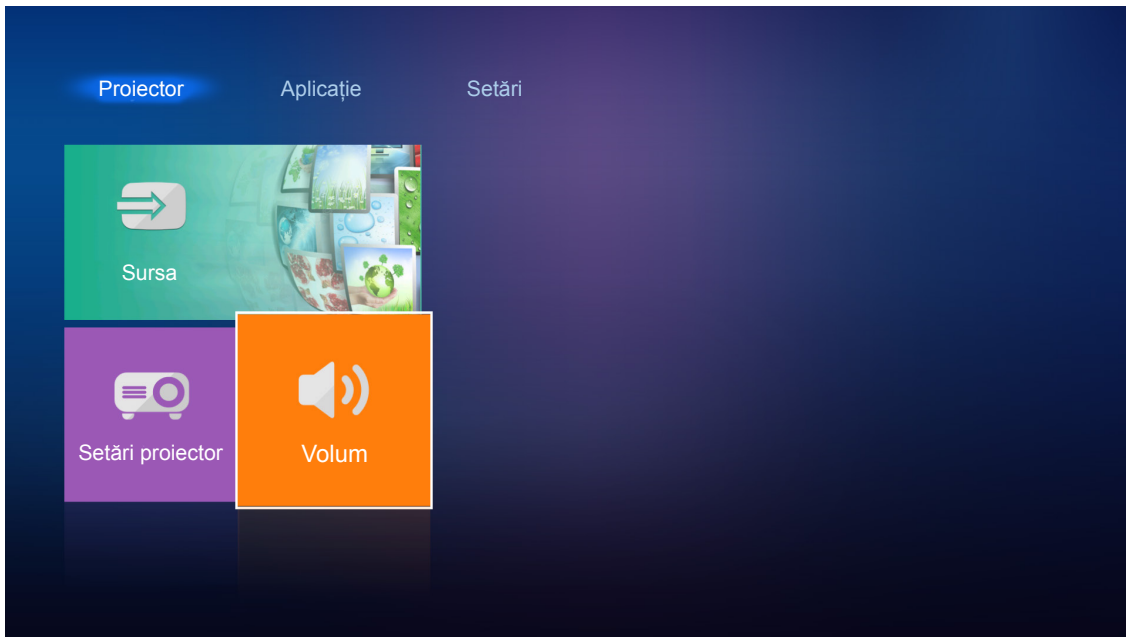 Proiector
Aplicație
Setări
Sursa
Setări proiector
Volum